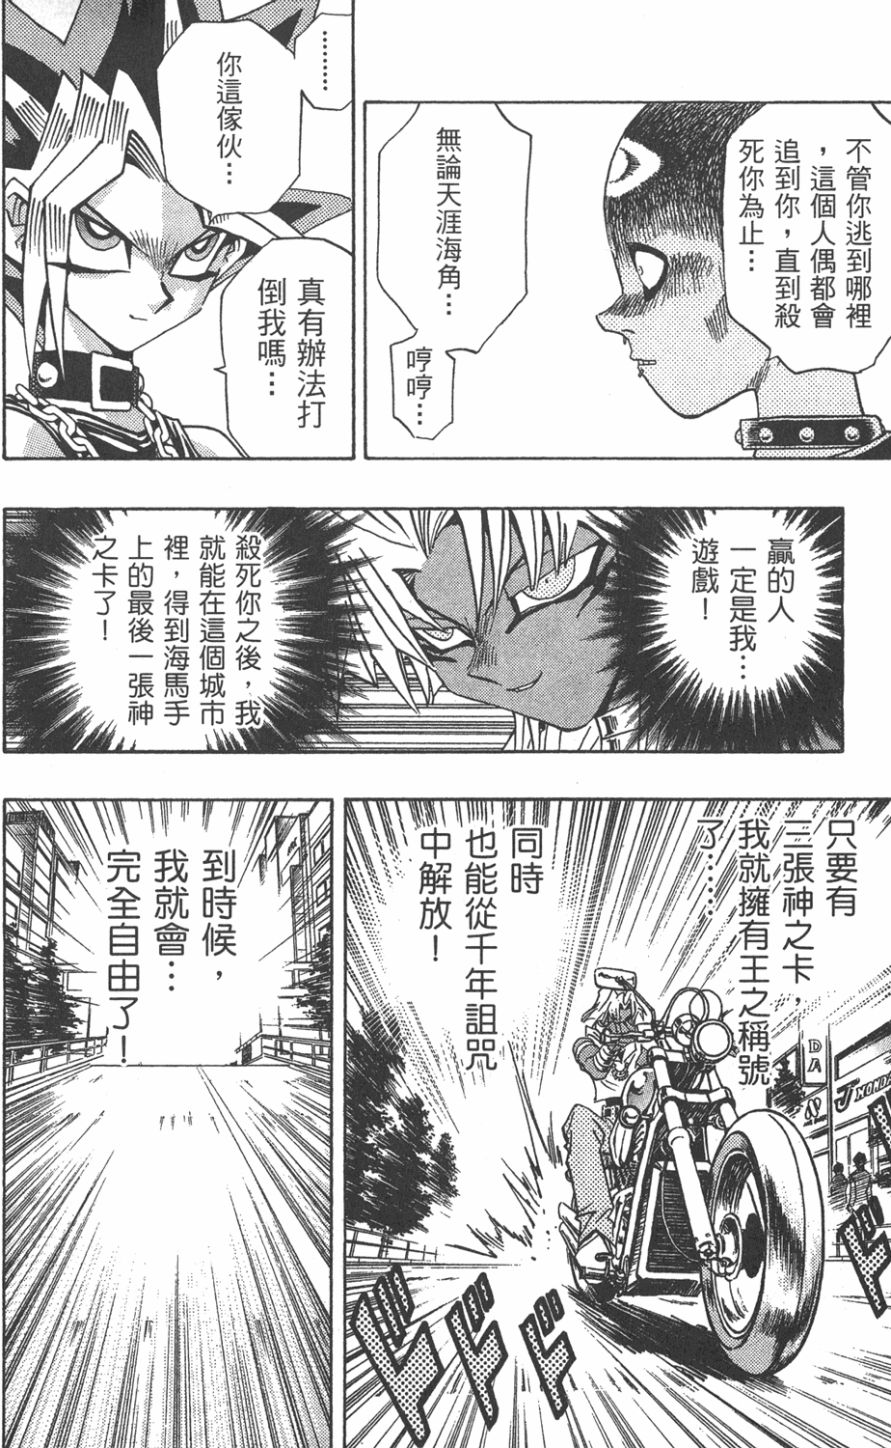 不管你逃到哪裡
，這個人偶都會
追到你，直到殺
死你為止…
無論天涯海角…
哼哼…
………
你這傢伙…
真有辦法打
倒我嗎…
贏的人
一定是我…
遊戲！
殺死你之後，我
就能在這個城市
裡，得到海馬手
上的最後一張神
之卡了！
只要有
三張神之卡，
我就擁有王之稱號
了……
同時
也能從千年詛咒
中解放！
DA
J WOND
ドドドド
到時候，
我就會…
完全自由了！